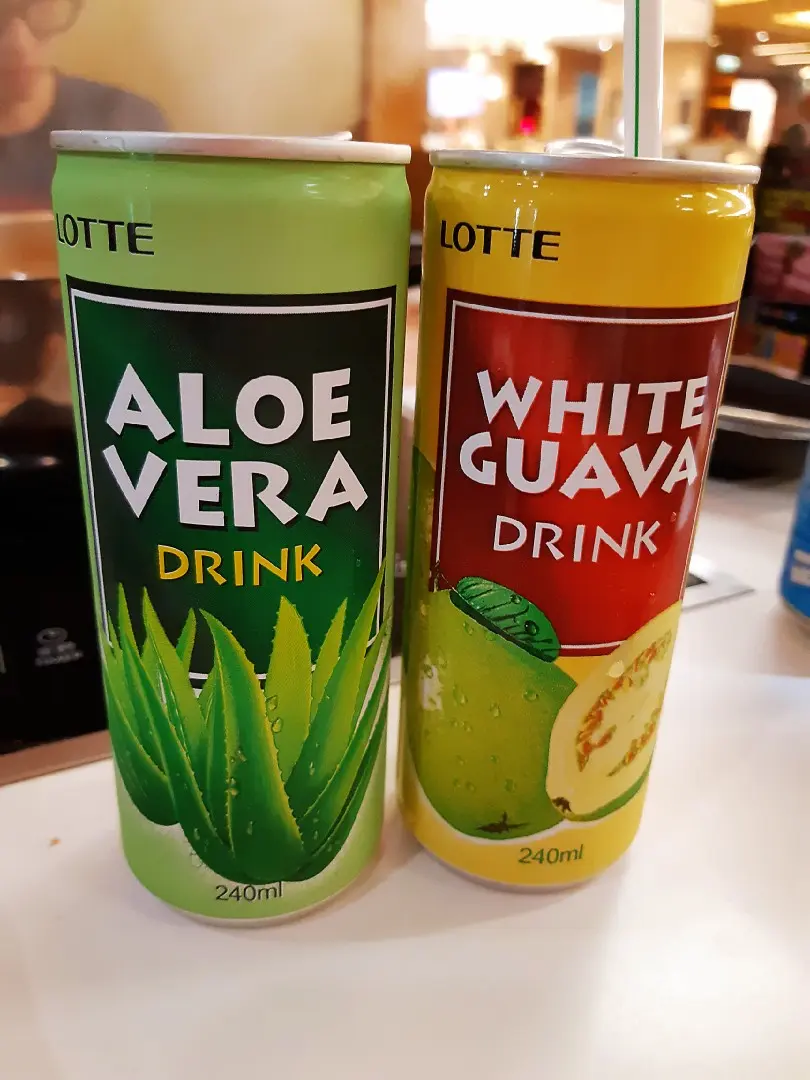 LOTTE
ALOE
VERA
DRINK
240ml
LOTTE
WHITE
GUAVA
DRINK
240ml